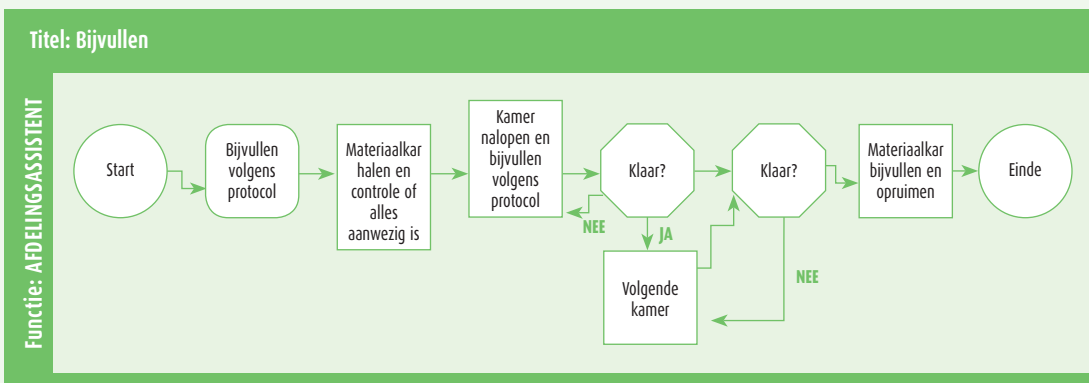 Titel: Bijvullen
Functie: AFDELINGSASSISTENT
Start
Bijvullen
volgens
protocol
Materiaalkar
halen en
controle of
alles
aanwezig is
Kamer
nalopen en
bijvullen
volgens
protocol
Klaar?
NEE
JA
Volgende
kamer
Klaar?
NEE
Materiaalkar
bijvullen en
opruimen
Einde